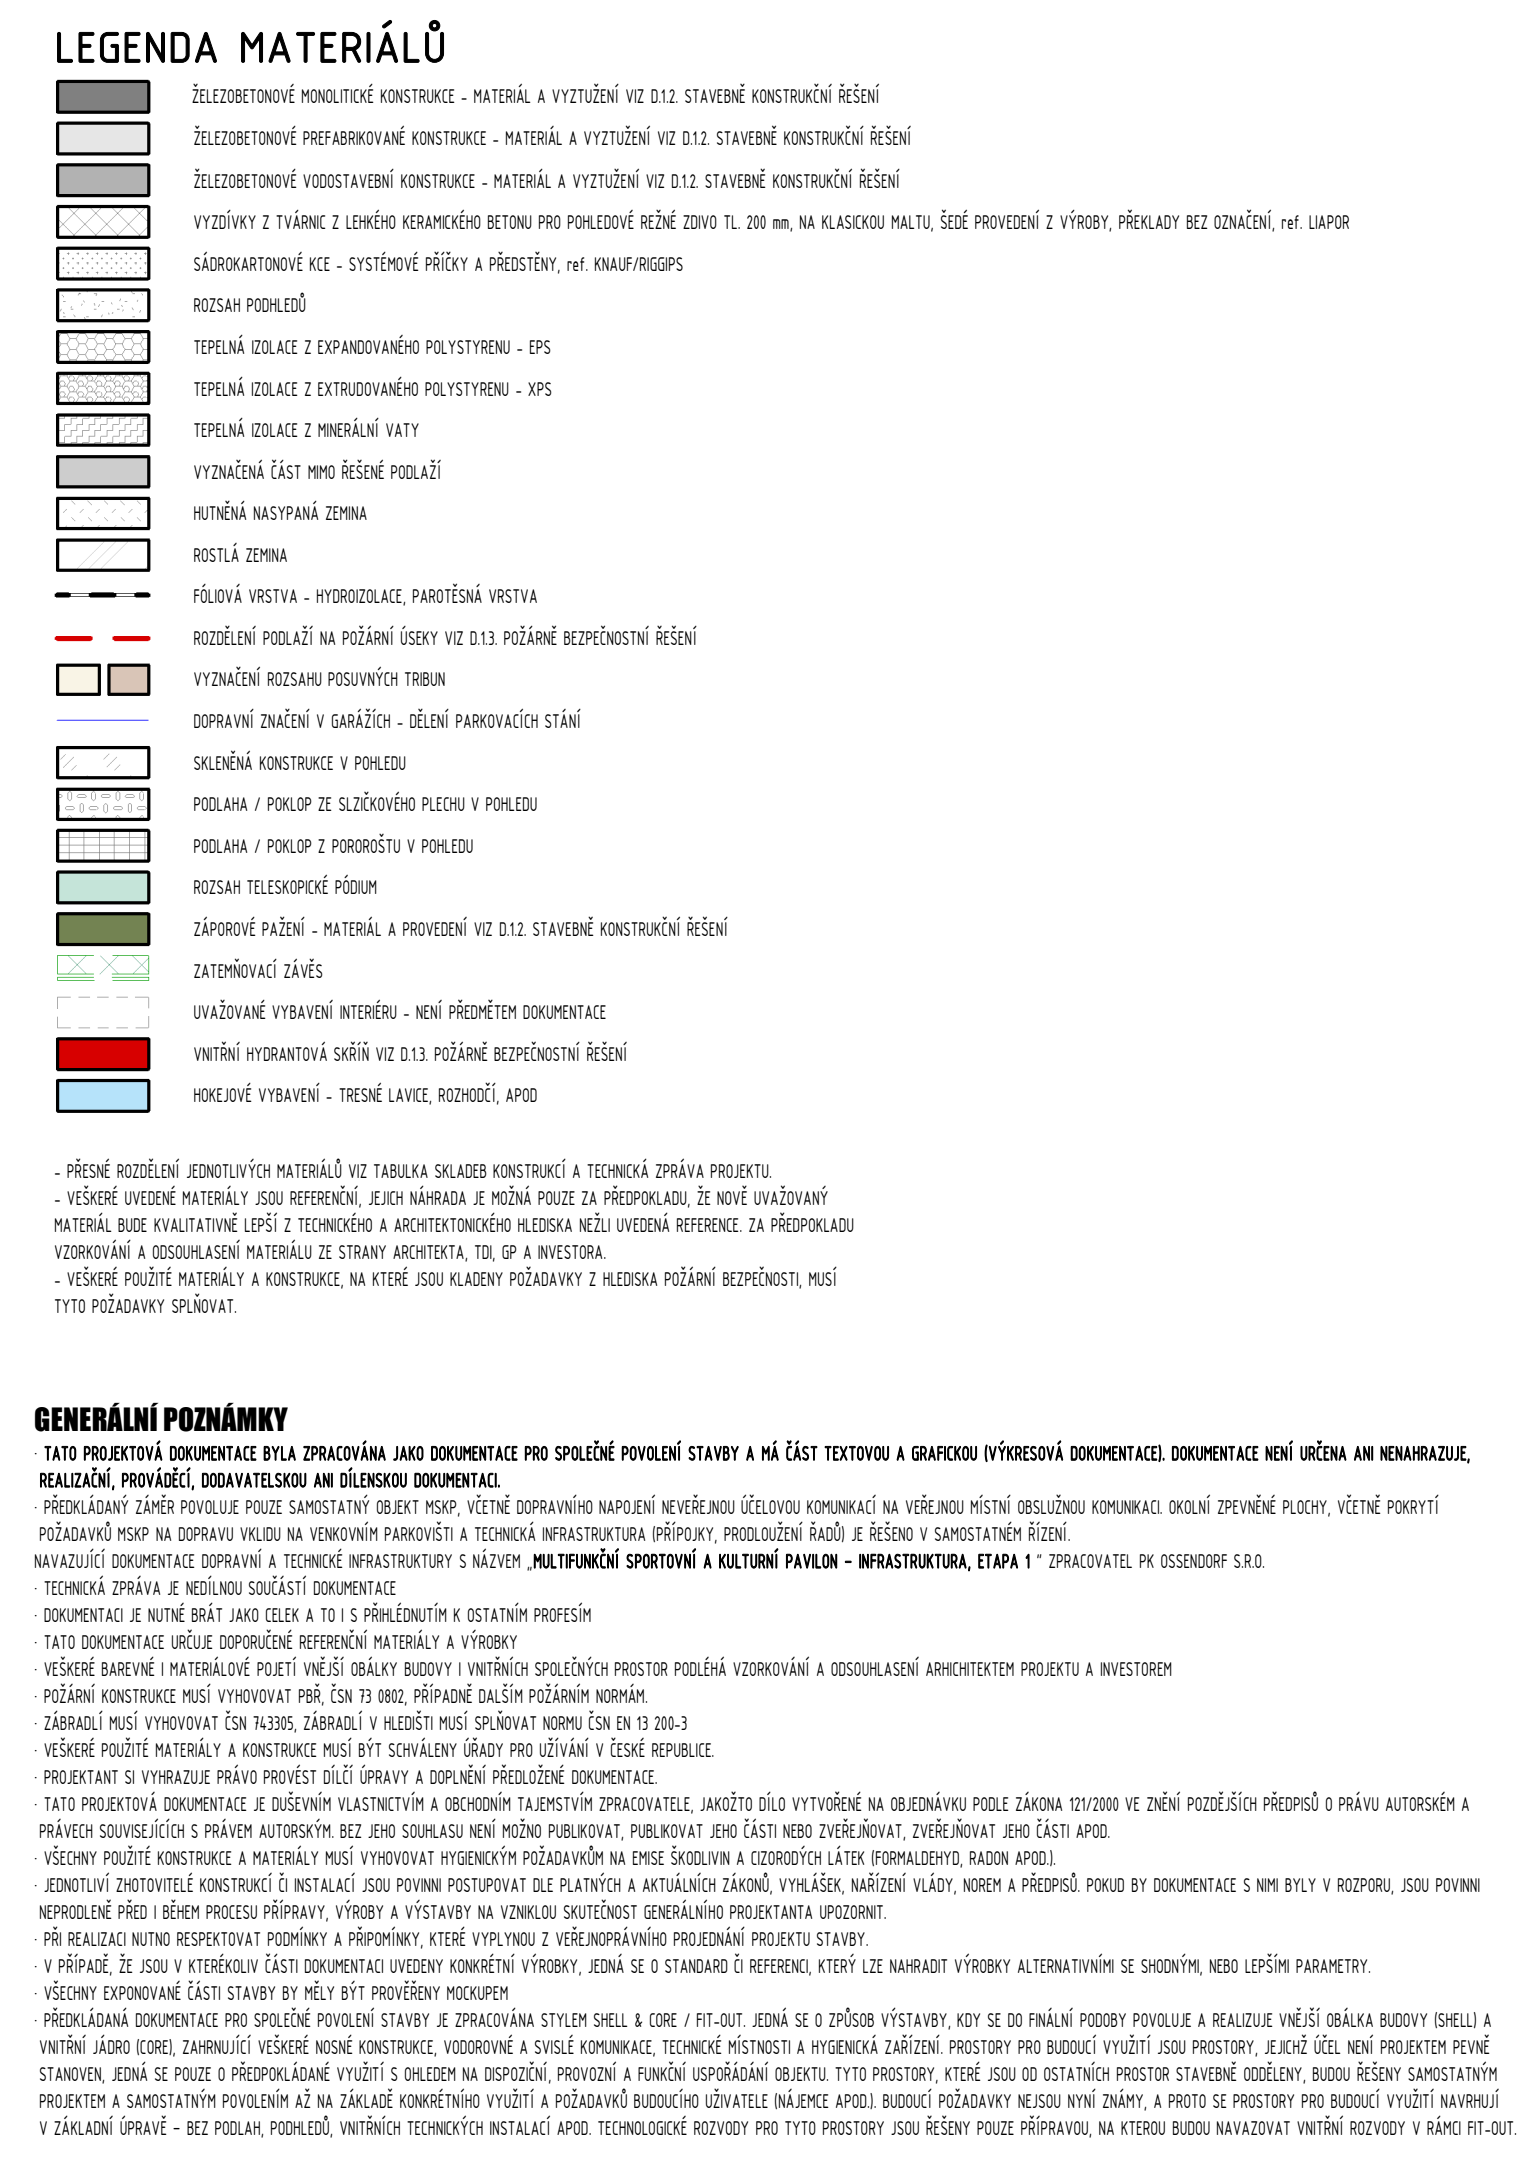 LEGENDA MATERIÁLŮ
ŽELEZOBETONOVÉ MONOLITICKÉ KONSTRUKCE - MATERIÁL A VYZTUŽENÍ VIZ D.1.2. STAVEBNĚ KONSTRUKČNÍ ŘEŠENÍ
ŽELEZOBETONOVÉ PREFABRIKOVANÉ KONSTRUKCE - MATERIÁL A VYZTUŽENÍ VIZ D.1.2. STAVEBNĚ KONSTRUKČNÍ ŘEŠENÍ
ŽELEZOBETONOVÉ VODOSTAVEBNÍ KONSTRUKCE - MATERIÁL A VYZTUŽENÍ VIZ D.1.2. STAVEBNĚ KONSTRUKČNÍ ŘEŠENÍ
VYZDÍVKY Z TVÁRNIC Z LEHKÉHO KERAMICKÉHO BETONU PRO POHLEDOVÉ REŽNÉ ZDIVO TL. 200 mm, NA KLASICKOU MALTU, ŠEDÉ PROVEDENÍ Z VÝROBY, PŘEKLADY BEZ OZNAČENÍ, ref. LIAPOR
SÁDROKARTONOVÉ KCE - SYSTÉMOVÉ PŘÍČKY A PŘEDSTĚNY, ref. KNAUF/RIGGIPS
ROZSAH PODHLEDŮ
TEPELNÁ IZOLACE Z EXPANDOVANÉHO POLYSTYRENU - EPS
TEPELNÁ IZOLACE Z EXTRUDOVANÉHO POLYSTYRENU - XPS
TEPELNÁ IZOLACE Z MINERÁLNÍ VATY
VYZNAČENÁ ČÁST MIMO ŘEŠENÉ PODLAŽÍ
HUTNĚNÁ NASYPANÁ ZEMINA
ROSTLÁ ZEMINA
FÓLIOVÁ VRSTVA - HYDROIZOLACE, PAROTĚSNÁ VRSTVA
ROZDĚLENÍ PODLAŽÍ NA POŽÁRNÍ ÚSEKY VIZ D.1.3. POŽÁRNĚ BEZPEČNOSTNÍ ŘEŠENÍ
VYZNAČENÍ ROZSAHU POSUVNÝCH TRIBUN
DOPRAVNÍ ZNAČENÍ V GARÁŽÍCH - DĚLENÍ PARKOVACÍCH STÁNÍ
SKLENĚNÁ KONSTRUKCE V POHLEDU
PODLAHA / POKLOP ZE SLZIČKOVÉHO PLECHU V POHLEDU
PODLAHA / POKLOP Z POROROŠTU V POHLEDU
ROZSAH TELESKOPICKÉ PÓDIUM
ZÁPOROVÉ PAŽENÍ - MATERIÁL A PROVEDENÍ VIZ D.1.2. STAVEBNĚ KONSTRUKČNÍ ŘEŠENÍ
ZATEMŇOVACÍ ZÁVĚS
UVAŽOVANÉ VYBAVENÍ INTERIÉRU - NENÍ PŘEDMĚTEM DOKUMENTACE
VNITŘNÍ HYDRANTOVÁ SKŘÍŇ VIZ D.1.3. POŽÁRNĚ BEZPEČNOSTNÍ ŘEŠENÍ
HOKEJOVÉ VYBAVENÍ - TRESNÉ LAVICE, ROZHODČÍ, APOD
- PŘESNÉ ROZDĚLENÍ JEDNOTLIVÝCH MATERIÁLŮ VIZ TABULKA SKLADEB KONSTRUKCÍ A TECHNICKÁ ZPRÁVA PROJEKTU.
- VEŠKERÉ UVEDENÉ MATERIÁLY JSOU REFERENČNÍ, JEJICH NÁHRADA JE MOŽNÁ POUZE ZA PŘEDPOKLADU, ŽE NOVĚ UVAŽOVANÝ
MATERIÁL BUDE KVALITATIVNĚ LEPŠÍ Z TECHNICKÉHO A ARCHITEKTONICKÉHO HLEDISKA NEŽLI UVEDENÁ REFERENCE. ZA PŘEDPOKLADU
VZORKOVÁNÍ A ODSOUHLASENÍ MATERIÁLU ZE STRANY ARCHITEKTA, TDI, GP A INVESTORA.
- VEŠKERÉ POUŽITÉ MATERIÁLY A KONSTRUKCE, NA KTERÉ JSOU KLADENY POŽADAVKY Z HLEDISKA POŽÁRNÍ BEZPEČNOSTI, MUSÍ
TYTO POŽADAVKY SPLŇOVAT.
GENERÁLNÍ POZNÁMKY
· TATO PROJEKTOVÁ DOKUMENTACE BYLA ZPRACOVÁNA JAKO DOKUMENTACE PRO SPOLEČNÉ POVOLENÍ STAVBY A MÁ ČÁST TEXTOVOU A GRAFICKOU (VÝKRESOVÁ DOKUMENTACE). DOKUMENTACE NENÍ URČENA ANI NENAHRAZUJE,
REALIZAČNÍ, PROVÁDĚCÍ, DODAVATELSKOU ANI DÍLENSKOU DOKUMENTACI.
· PŘEDKLÁDANÝ ZÁMĚR POVOLUJE POUZE SAMOSTATNÝ OBJEKT MSKP, VČETNĚ DOPRAVNÍHO NAPOJENÍ NEVEŘEJNOU ÚČELOVOU KOMUNIKACÍ NA VEŘEJNOU MÍSTNÍ OBSLUŽNOU KOMUNIKACI. OKOLNÍ ZPEVNĚNÉ PLOCHY, VČETNĚ POKRYTÍ
POŽADAVKŮ MSKP NA DOPRAVU VKLIDU NA VENKOVNÍM PARKOVIŠTI A TECHNICKÁ INFRASTRUKTURA (PŘÍPOJKY, PRODLOUŽENÍ ŘADŮ) JE ŘEŠENO V SAMOSTATNÉM ŘÍZENÍ.
NAVAZUJÍCÍ DOKUMENTACE DOPRAVNÍ A TECHNICKÉ INFRASTRUKTURY S NÁZVEM „MULTIFUNKČNÍ SPORTOVNÍ A KULTURNÍ PAVILON - INFRASTRUKTURA, ETAPA 1 “ ZPRACOVATEL PK OSSENDORF S.R.O.
· TECHNICKÁ ZPRÁVA JE NEDÍLNOU SOUČÁSTÍ DOKUMENTACE
· DOKUMENTACI JE NUTNÉ BRÁT JAKO CELEK A TO I S PŘIHLÉDNUTÍM K OSTATNÍM PROFESÍM
· TATO DOKUMENTACE URČUJE DOPORUČENÉ REFERENČNÍ MATERIÁLY A VÝROBKY
· VEŠKERÉ BAREVNÉ I MATERIÁLOVÉ POJETÍ VNĚJŠÍ OBÁLKY BUDOVY I VNITŘNÍCH SPOLEČNÝCH PROSTOR PODLÉHÁ VZORKOVÁNÍ A ODSOUHLASENÍ ARHICHITEKTEM PROJEKTU A INVESTOREM
· POŽÁRNÍ KONSTRUKCE MUSÍ VYHOVOVAT PBŘ, ČSN 73 0802, PŘÍPADNĚ DALŠÍM POŽÁRNÍM NORMÁM.
· ZÁBRADLÍ MUSÍ VYHOVOVAT ČSN 743305, ZÁBRADLÍ V HLEDIŠTI MUSÍ SPLŇOVAT NORMU ČSN EN 13 200-3
· VEŠKERÉ POUŽITÉ MATERIÁLY A KONSTRUKCE MUSÍ BÝT SCHVÁLENY ÚŘADY PRO UŽÍVÁNÍ V ČESKÉ REPUBLICE.
· PROJEKTANT SI VYHRAZUJE PRÁVO PROVÉST DÍLČÍ ÚPRAVY A DOPLNĚNÍ PŘEDLOŽENÉ DOKUMENTACE.
· TATO PROJEKTOVÁ DOKUMENTACE JE DUŠEVNÍM VLASTNICTVÍM A OBCHODNÍM TAJEMSTVÍM ZPRACOVATELE, JAKOŽTO DÍLO VYTVOŘENÉ NA OBJEDNÁVKU PODLE ZÁKONA 121/2000 VE ZNĚNÍ POZDĚJŠÍCH PŘEDPISŮ O PRÁVU AUTORSKÉM A
PRÁVECH SOUVISEJÍCÍCH S PRÁVEM AUTORSKÝM. BEZ JEHO SOUHLASU NENÍ MOŽNO PUBLIKOVAT, PUBLIKOVAT JEHO ČÁSTI NEBO ZVEŘEJŇOVAT, ZVEŘEJŇOVAT JEHO ČÁSTI APOD.
· VŠECHNY POUŽITÉ KONSTRUKCE A MATERIÁLY MUSÍ VYHOVOVAT HYGIENICKÝM POŽADAVKŮM NA EMISE ŠKODLIVIN A CIZORODÝCH LÁTEK (FORMALDEHYD, RADON APOD.).
· JEDNOTLIVÍ ZHOTOVITELÉ KONSTRUKCÍ ČI INSTALACÍ JSOU POVINNI POSTUPOVAT DLE PLATNÝCH A AKTUÁLNÍCH ZÁKONŮ, VYHLÁŠEK, NAŘÍZENÍ VLÁDY, NOREM A PŘEDPISŮ. POKUD BY DOKUMENTACE S NIMI BYLY V ROZPORU, JSOU POVINNI
NEPRODLENĚ PŘED I BĚHEM PROCESU PŘÍPRAVY, VÝROBY A VÝSTAVBY NA VZNIKLOU SKUTEČNOST GENERÁLNÍHO PROJEKTANTA UPOZORNIT.
· PŘI REALIZACI NUTNO RESPEKTOVAT PODMÍNKY A PŘIPOMÍNKY, KTERÉ VYPLYNOU Z VEŘEJNOPRÁVNÍHO PROJEDNÁNÍ PROJEKTU STAVBY.
· V PŘÍPADĚ, ŽE JSOU V KTERÉKOLIV ČÁSTI DOKUMENTACI UVEDENY KONKRÉTNÍ VÝROBKY, JEDNÁ SE O STANDARD ČI REFERENCI, KTERÝ LZE NAHRADIT VÝROBKY ALTERNATIVNÍMI SE SHODNÝMI, NEBO LEPŠÍMI PARAMETRY.
· VŠECHNY EXPONOVANÉ ČÁSTI STAVBY BY MĚLY BÝT PROVĚŘENY MOCKUPEM
· PŘEDKLÁDANÁ DOKUMENTACE PRO SPOLEČNÉ POVOLENÍ STAVBY JE ZPRACOVÁNA STYLEM SHELL & CORE / FIT-OUT. JEDNÁ SE O ZPŮSOB VÝSTAVBY, KDY SE DO FINÁLNÍ PODOBY POVOLUJE A REALIZUJE VNĚJŠÍ OBÁLKA BUDOVY (SHELL) A
VNITŘNÍ JÁDRO (CORE), ZAHRNUJÍCÍ VEŠKERÉ NOSNÉ KONSTRUKCE, VODOROVNÉ A SVISLÉ KOMUNIKACE, TECHNICKÉ MÍSTNOSTI A HYGIENICKÁ ZAŘÍZENÍ. PROSTORY PRO BUDOUCÍ VYUŽITÍ JSOU PROSTORY, JEJICHŽ ÚČEL NENÍ PROJEKTEM PEVNĚ
STANOVEN, JEDNÁ SE POUZE O PŘEDPOKLÁDANÉ VYUŽITÍ S OHLEDEM NA DISPOZIČNÍ, PROVOZNÍ A FUNKČNÍ USPOŘÁDÁNÍ OBJEKTU. TYTO PROSTORY, KTERÉ JSOU OD OSTATNÍCH PROSTOR STAVEBNĚ ODDĚLENY, BUDOU ŘEŠENY SAMOSTATNÝM
PROJEKTEM A SAMOSTATNÝM POVOLENÍM AŽ NA ZÁKLADĚ KONKRÉTNÍHO VYUŽITÍ A POŽADAVKŮ BUDOUCÍHO UŽIVATELE (NÁJEMCE APOD.). BUDOUCÍ POŽADAVKY NEJSOU NYNÍ ZNÁMY, A PROTO SE PROSTORY PRO BUDOUCÍ VYUŽITÍ NAVRHUJÍ
V ZÁKLADNÍ ÚPRAVĚ – BEZ PODLAH, PODHLEDŮ, VNITŘNÍCH TECHNICKÝCH INSTALACÍ APOD. TECHNOLOGICKÉ ROZVODY PRO TYTO PROSTORY JSOU ŘEŠENY POUZE PŘÍPRAVOU, NA KTEROU BUDOU NAVAZOVAT VNITŘNÍ ROZVODY V RÁMCI FIT-OUT.